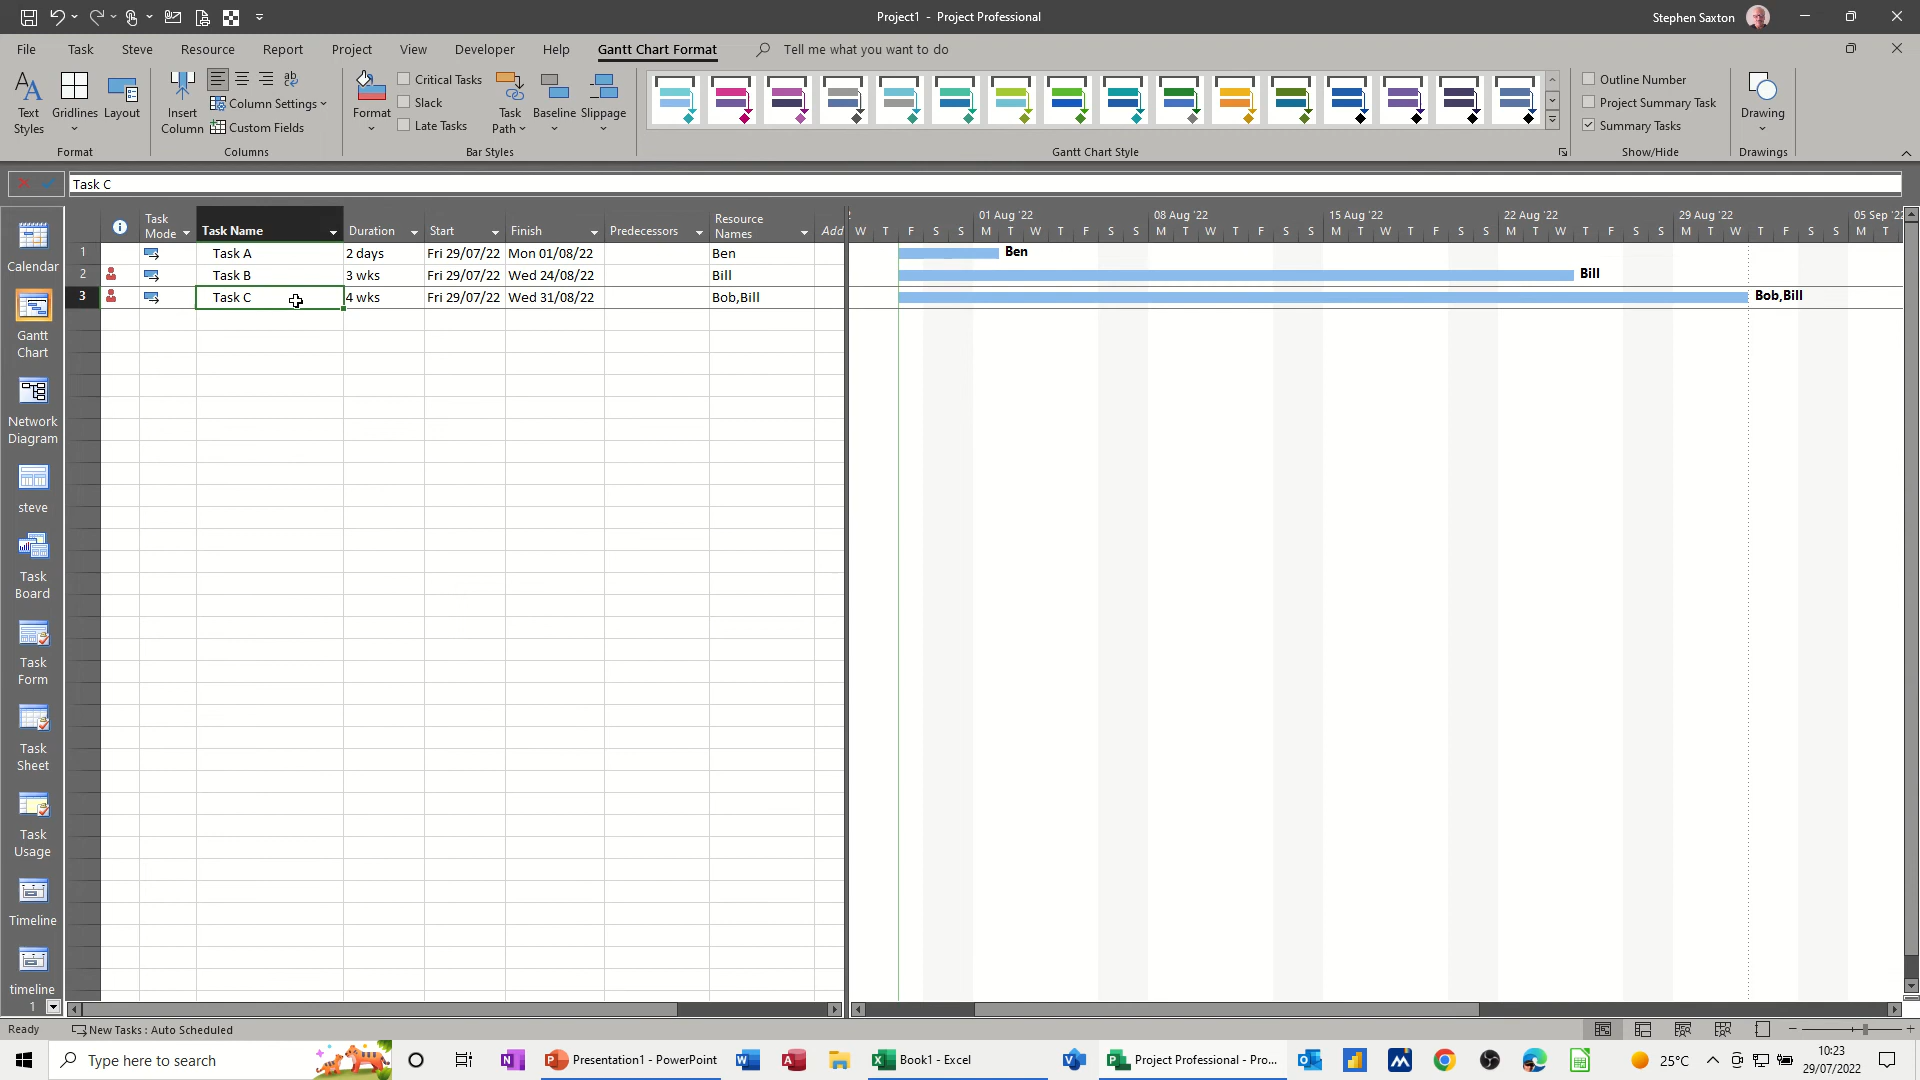 Project1 - Project Professional
Stephen Saxton
File Task Steve Resource Report Project View Developer Help Gantt Chart Format Tell me what you want to do
Text Styles
Gridlines
Layout
Format
Insert Column
Column Settings
Custom Fields
Columns
Format
Critical Tasks
Slack
Late Tasks
Task Path
Baseline
Slippage
Bar Styles
Gantt Chart Style
Outline Number
Project Summary Task
Summary Tasks
Show/Hide
Drawing
Drawings
Task C
Calendar
Gantt Chart
Network Diagram
steve
Task Board
Task Form
Task Sheet
Task Usage
Timeline
timeline 1
Task Mode Task Name Duration Start Finish Predecessors Resource Names Add
1 Task A 2 days Fri 29/07/22 Mon 01/08/22 Ben
2 Task B 3 wks Fri 29/07/22 Wed 24/08/22 Bill
3 Task C 4 wks Fri 29/07/22 Wed 31/08/22 Bob,Bill
01 Aug '22 08 Aug '22 15 Aug '22 22 Aug '22 29 Aug '22 05 Sep '22
W T F S S M T W T F S S M T W T F S S M T W T F S S M T W T F S S M T W T F S S M T
Ben
Bill
Bob,Bill
Ready New Tasks : Auto Scheduled
Type here to search
Presentation1 - PowerPoint
Book1 - Excel
Project Professional - Pro...
25°C
10:23
29/07/2022